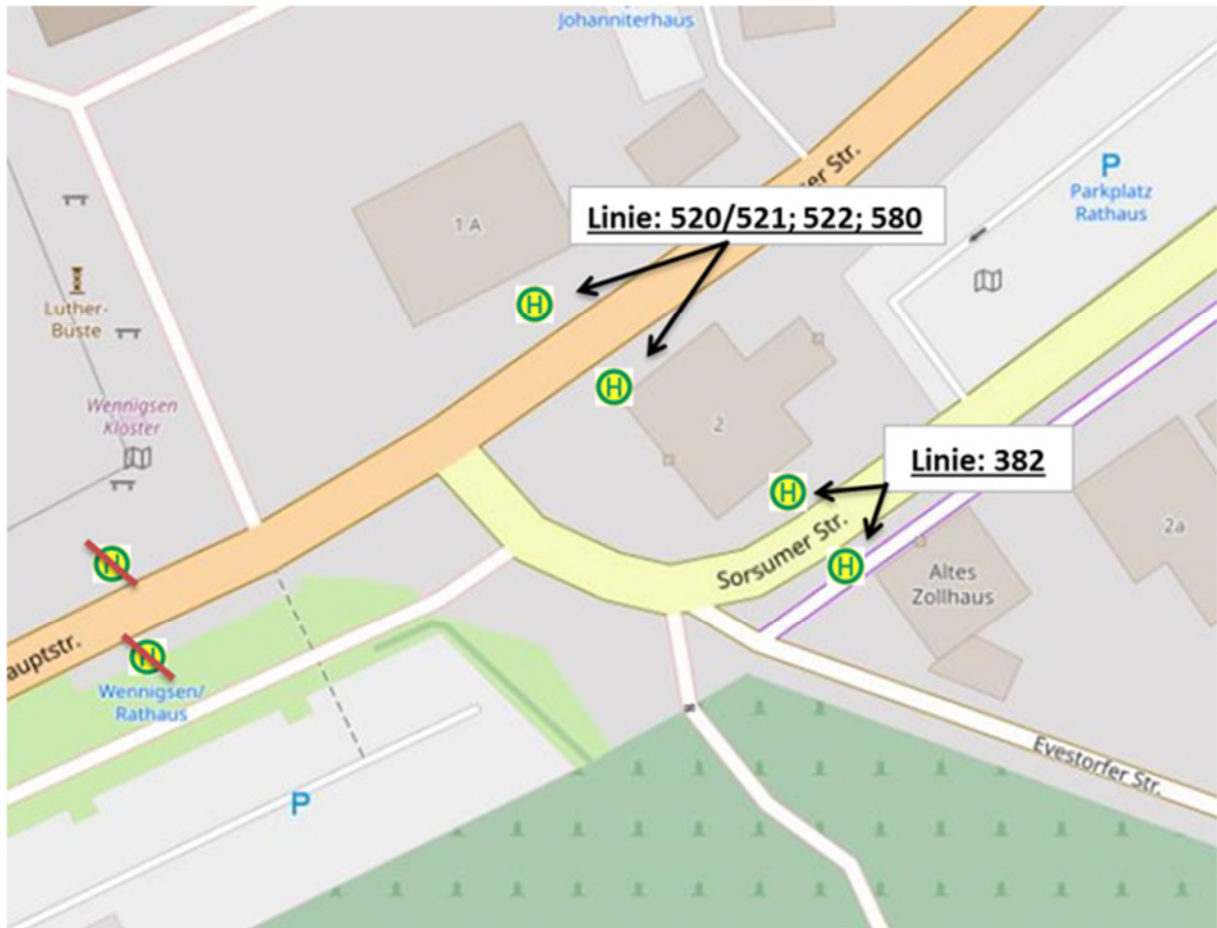 Johanniterhaus
er Str.
P
Parkplatz
Rathaus
Linie: 520/521; 522; 580
1 A
H
Luther-
Büste
H
Wennigsen
Kloster
2
Linie: 382
H
Sorsumer Str.
2a
H
H
Altes
Zollhaus
auptstr.
H
Wennigsen/
Rathaus
Evestorfer Str.
P